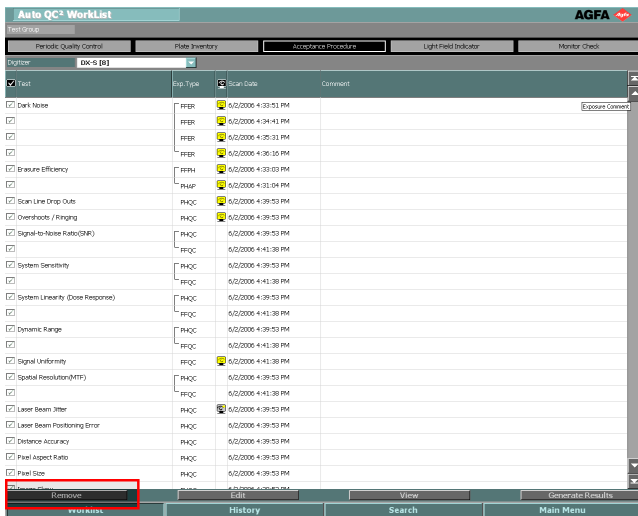 Auto QC² WorkList
AGFA
Test Group
Periodic Quality Control Plate Inventory Acceptance Procedure Light Field Indicator Monitor Check
Digitizer DX-S [8]
Test Exp.Type Scan Date Comment
Dark Noise FFER 6/2/2006 4:33:51 PM
Exposure Comment
FFER 6/2/2006 4:34:41 PM
FFER 6/2/2006 4:35:31 PM
FFER 6/2/2006 4:36:16 PM
Erasure Efficiency FFPH 6/2/2006 4:33:03 PM
PHAP 6/2/2006 4:31:04 PM
Scan Line Drop Outs PHQC 6/2/2006 4:39:53 PM
Overshoots / Ringing PHQC 6/2/2006 4:39:53 PM
Signal-to-Noise Ratio(SNR) PHQC 6/2/2006 4:39:53 PM
FFQC 6/2/2006 4:41:38 PM
System Sensitivity PHQC 6/2/2006 4:39:53 PM
FFQC 6/2/2006 4:41:38 PM
System Linearity (Dose Response) PHQC 6/2/2006 4:39:53 PM
FFQC 6/2/2006 4:41:38 PM
Dynamic Range PHQC 6/2/2006 4:39:53 PM
FFQC 6/2/2006 4:41:38 PM
Signal Uniformity FFQC 6/2/2006 4:41:38 PM
Spatial Resolution(MTF) PHQC 6/2/2006 4:39:53 PM
FFQC 6/2/2006 4:41:38 PM
Laser Beam Jitter PHQC 6/2/2006 4:39:53 PM
Laser Beam Positioning Error PHQC 6/2/2006 4:39:53 PM
Distance Accuracy PHQC 6/2/2006 4:39:53 PM
Pixel Aspect Ratio PHQC 6/2/2006 4:39:53 PM
Pixel Size PHQC 6/2/2006 4:39:53 PM
Remove Edit View Generate Results
Worklist History Search Main Menu